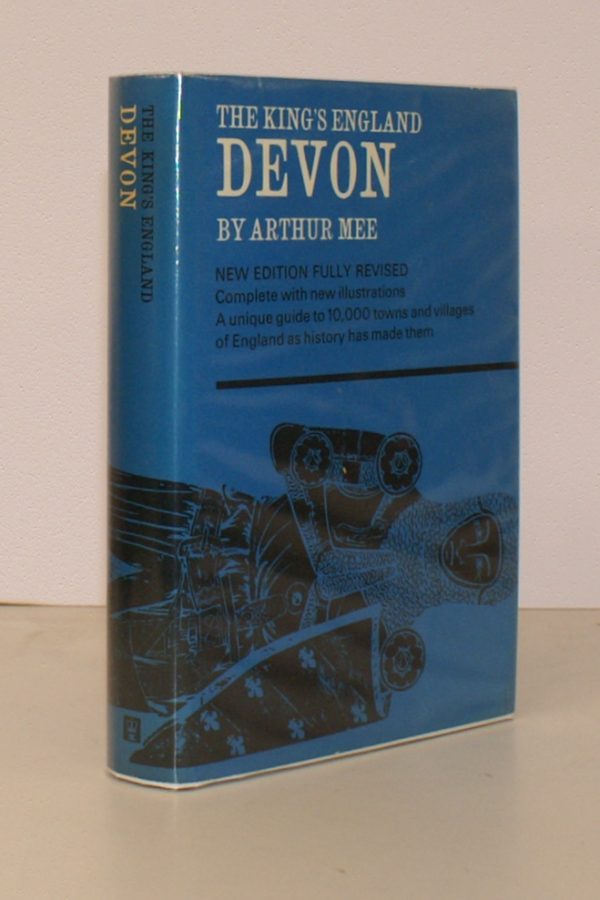 THE KING'S ENGLAND
DEVON
BY ARTHUR MEE
NEW EDITION FULLY REVISED
Complete with new illustrations
A unique guide to 10,000 towns and villages
of England as history has made them
THE KING'S ENGLAND
DEVON